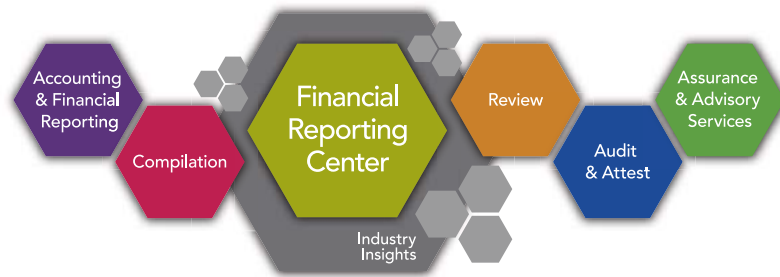 Accounting
& Financial
Reporting
Compilation
Financial
Reporting
Center
Industry
Insights
Review
Audit
& Attest
Assurance
& Advisory
Services